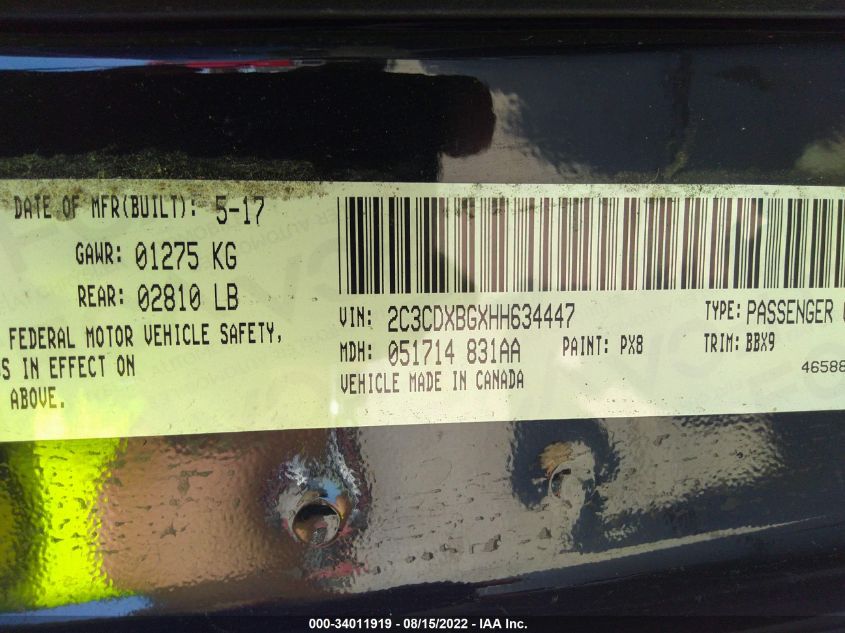 DATE OF MFR(BUILT): 5-17
GAWR: 01275 KG
REAR: 02810 LB
FEDERAL MOTOR VEHICLE SAFETY,
IN EFFECT ON
ABOVE.
VIN: 2C3CDXBGXHH634447 TYPE: PASSENGER
MDH: 051714 831AA PAINT: PX8 TRIM: BBX9
VEHICLE MADE IN CANADA
46588
000-34011919 - 08/15/2022 - IAA Inc.